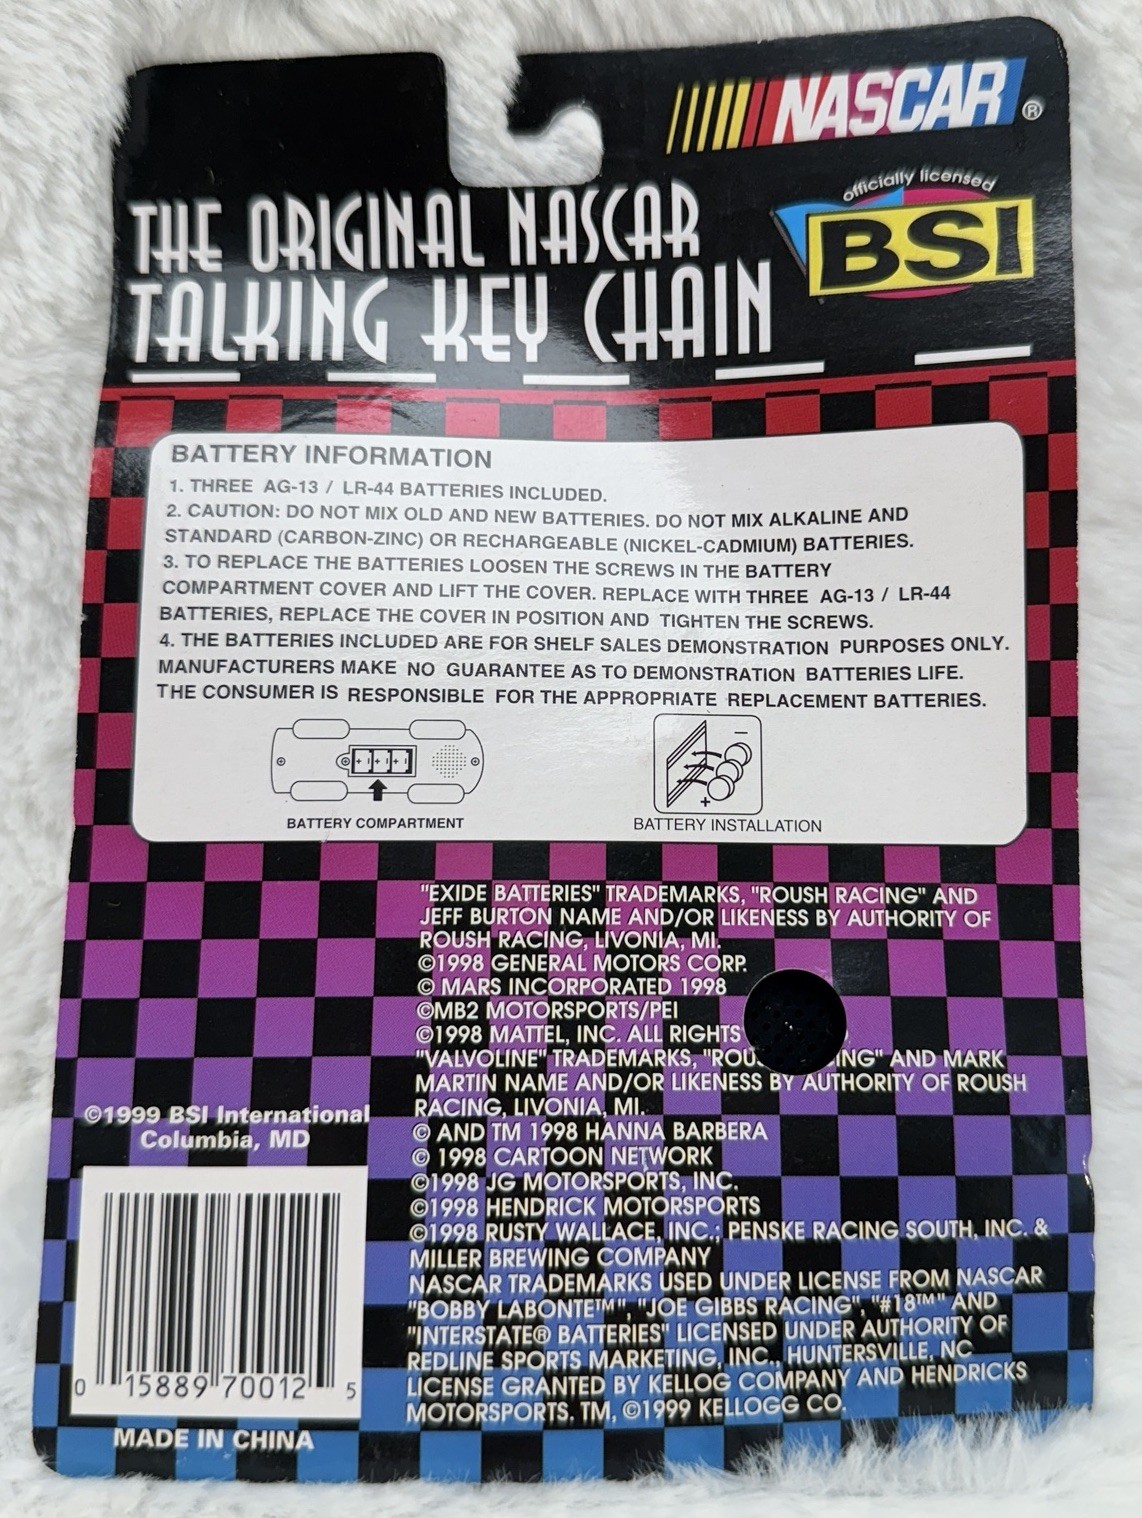 NASCAR®
officially licensed
BSI
THE ORIGINAL NASCAR
TALKING KEY CHAIN
BATTERY INFORMATION
1. THREE AG-13 / LR-44 BATTERIES INCLUDED.
2. CAUTION: DO NOT MIX OLD AND NEW BATTERIES. DO NOT MIX ALKALINE AND
STANDARD (CARBON-ZINC) OR RECHARGEABLE (NICKEL-CADMIUM) BATTERIES.
3. TO REPLACE THE BATTERIES LOOSEN THE SCREWS IN THE BATTERY
COMPARTMENT COVER AND LIFT THE COVER. REPLACE WITH THREE AG-13 / LR-44
BATTERIES, REPLACE THE COVER IN POSITION AND TIGHTEN THE SCREWS.
4. THE BATTERIES INCLUDED ARE FOR SHELF SALES DEMONSTRATION PURPOSES ONLY.
MANUFACTURERS MAKE NO GUARANTEE AS TO DEMONSTRATION BATTERIES LIFE.
THE CONSUMER IS RESPONSIBLE FOR THE APPROPRIATE REPLACEMENT BATTERIES.
BATTERY COMPARTMENT
BATTERY INSTALLATION
"EXIDE BATTERIES" TRADEMARKS, "ROUSH RACING" AND
JEFF BURTON NAME AND/OR LIKENESS BY AUTHORITY OF
ROUSH RACING, LIVONIA, MI.
©1998 GENERAL MOTORS CORP.
© MARS INCORPORATED 1998
©MB2 MOTORSPORTS/PEI
©1998 MATTEL, INC. ALL RIGHTS
"VALVOLINE" TRADEMARKS, "ROU ING" AND MARK
MARTIN NAME AND/OR LIKENESS BY AUTHORITY OF ROUSH
RACING, LIVONIA, MI.
© AND TM 1998 HANNA BARBERA
© 1998 CARTOON NETWORK
©1998 JG MOTORSPORTS, INC.
©1998 HENDRICK MOTORSPORTS
©1998 RUSTY WALLACE, INC.; PENSKE RACING SOUTH, INC. &
MILLER BREWING COMPANY
NASCAR TRADEMARKS USED UNDER LICENSE FROM NASCAR
"BOBBY LABONTE™", "JOE GIBBS RACING", "#18™" AND
"INTERSTATE® BATTERIES" LICENSED UNDER AUTHORITY OF
REDLINE SPORTS MARKETING, INC., HUNTERSVILLE, NC
LICENSE GRANTED BY KELLOG COMPANY AND HENDRICKS
MOTORSPORTS. TM, ©1999 KELLOGG CO.
©1999 BSI International
Columbia, MD
0 15889 70012 5
MADE IN CHINA